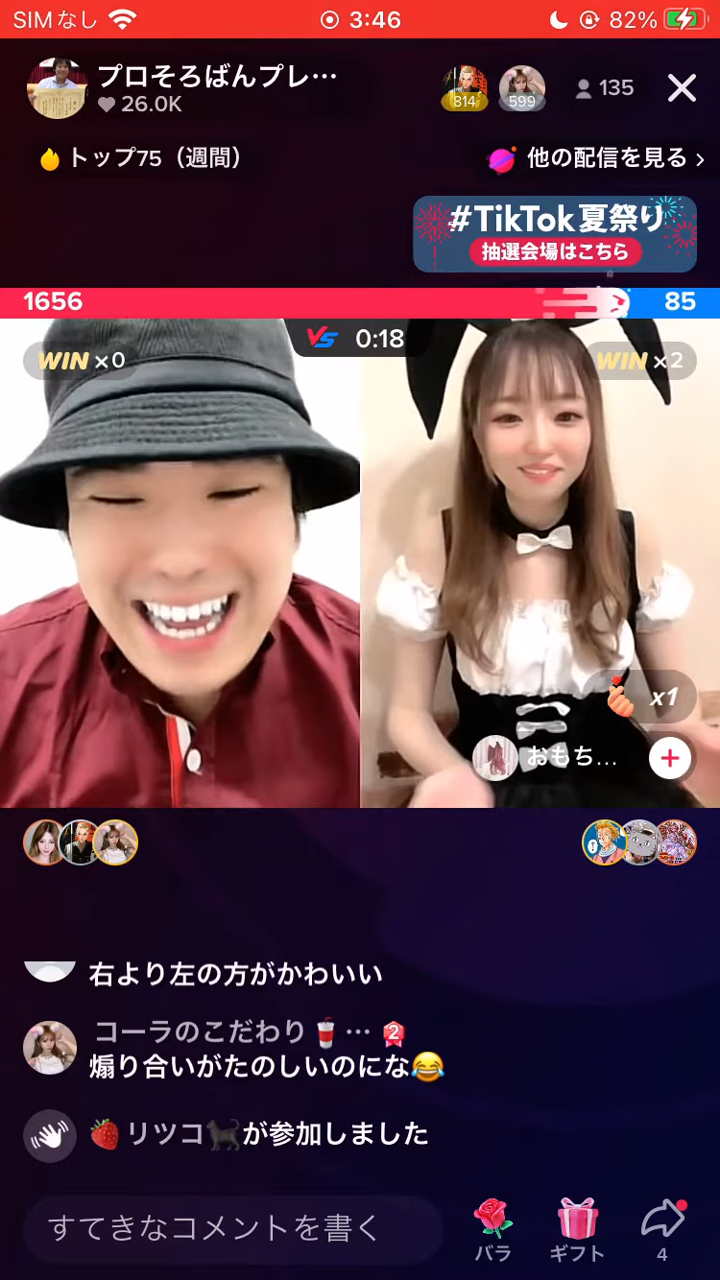 SIMなし 3:46 82%
プロそろばんプレ…
26.0K
814 599 135
トップ75（週間）
他の配信を見る
#TikTok夏祭り
抽選会場はこちら
1656 85
WIN x0 VS 0:18 WIN x2
x1
おもち…
右より左の方がかわいい
コーラのこだわり … 2
煽り合いがたのしいのにな😂
🍓リツコ🐈‍⬛が参加しました
すてきなコメントを書く
バラ ギフト 4